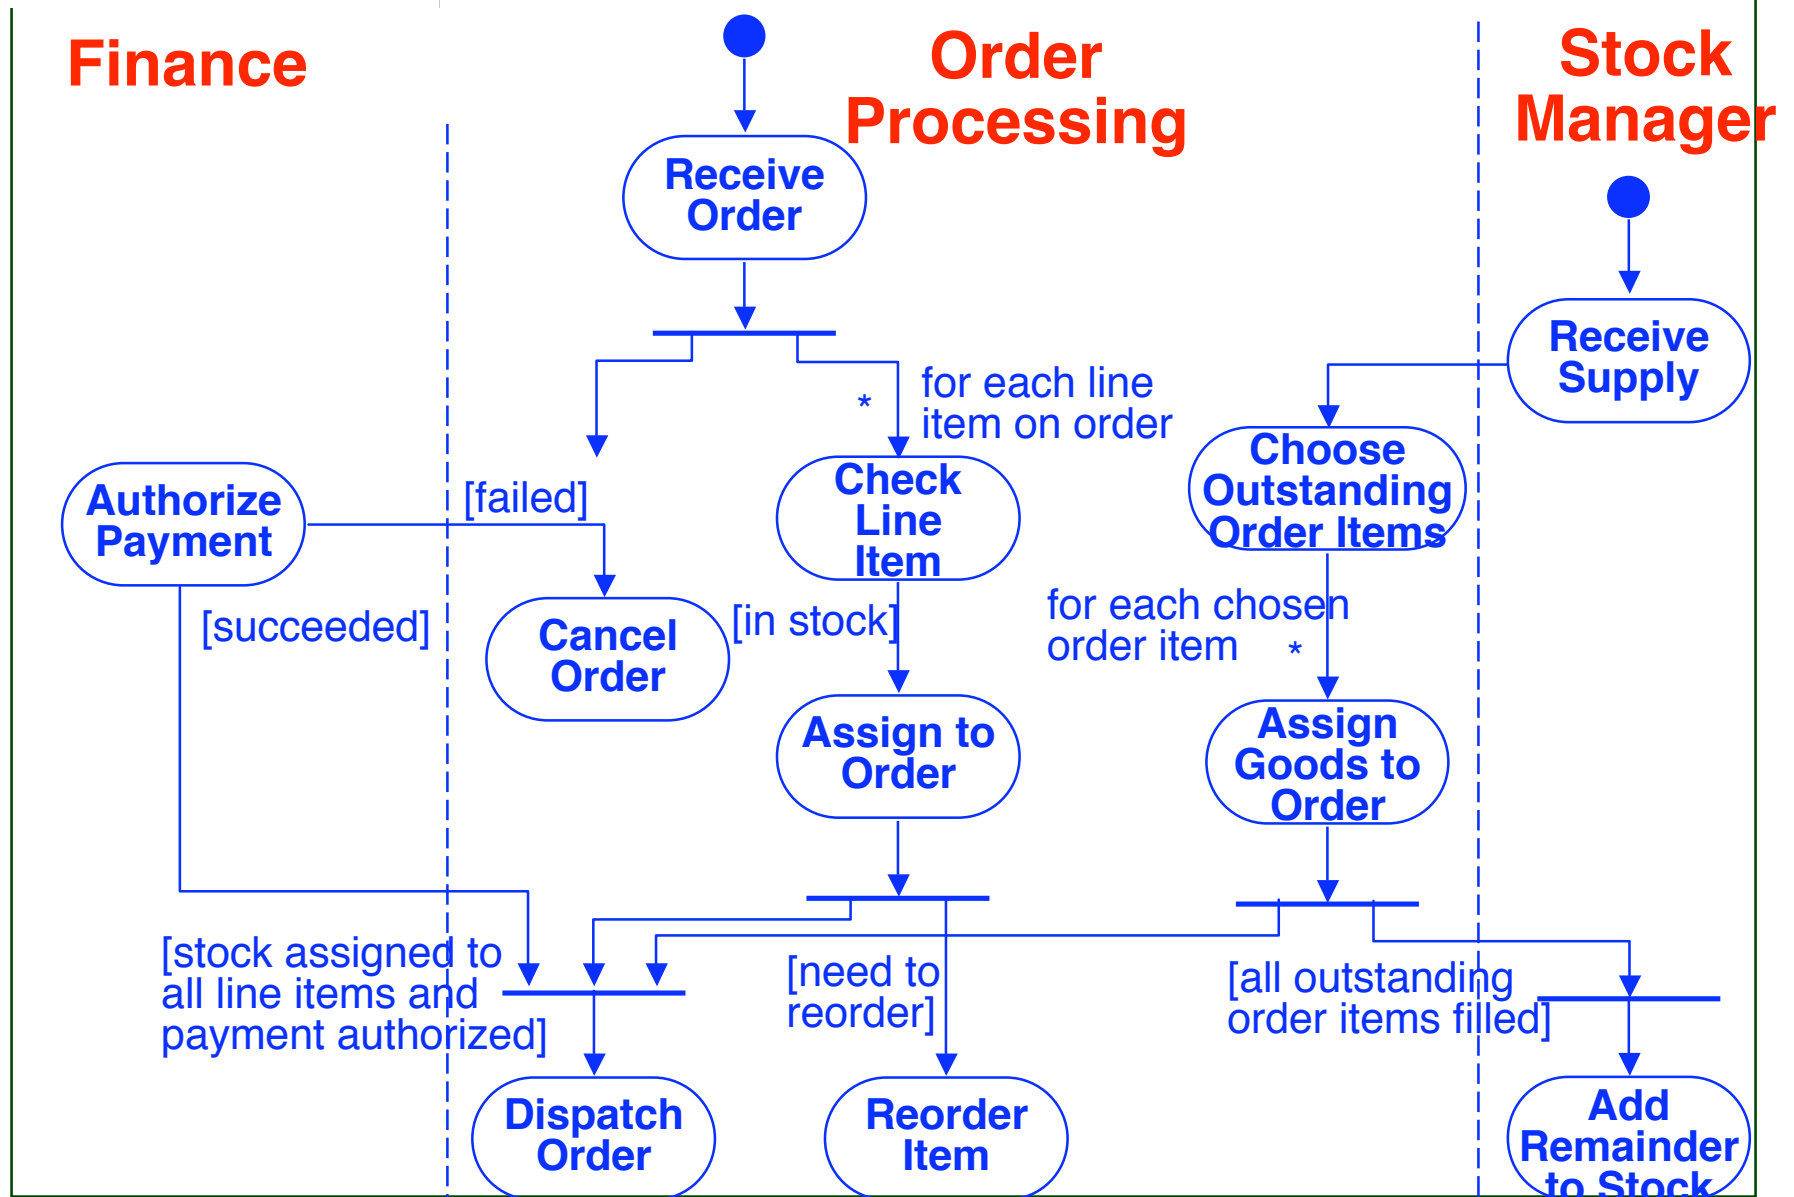 Finance
Order
Processing
Stock
Manager
Receive
Order
Receive
Supply
*
for each line
item on order
Authorize
Payment
[failed]
Check
Line
Item
Choose
Outstanding
Order Items
[succeeded]
Cancel
Order
[in stock]
for each chosen
order item *
Assign to
Order
Assign
Goods to
Order
[stock assigned to
all line items and
payment authorized]
[need to
reorder]
[all outstanding
order items filled]
Dispatch
Order
Reorder
Item
Add
Remainder
to Stock